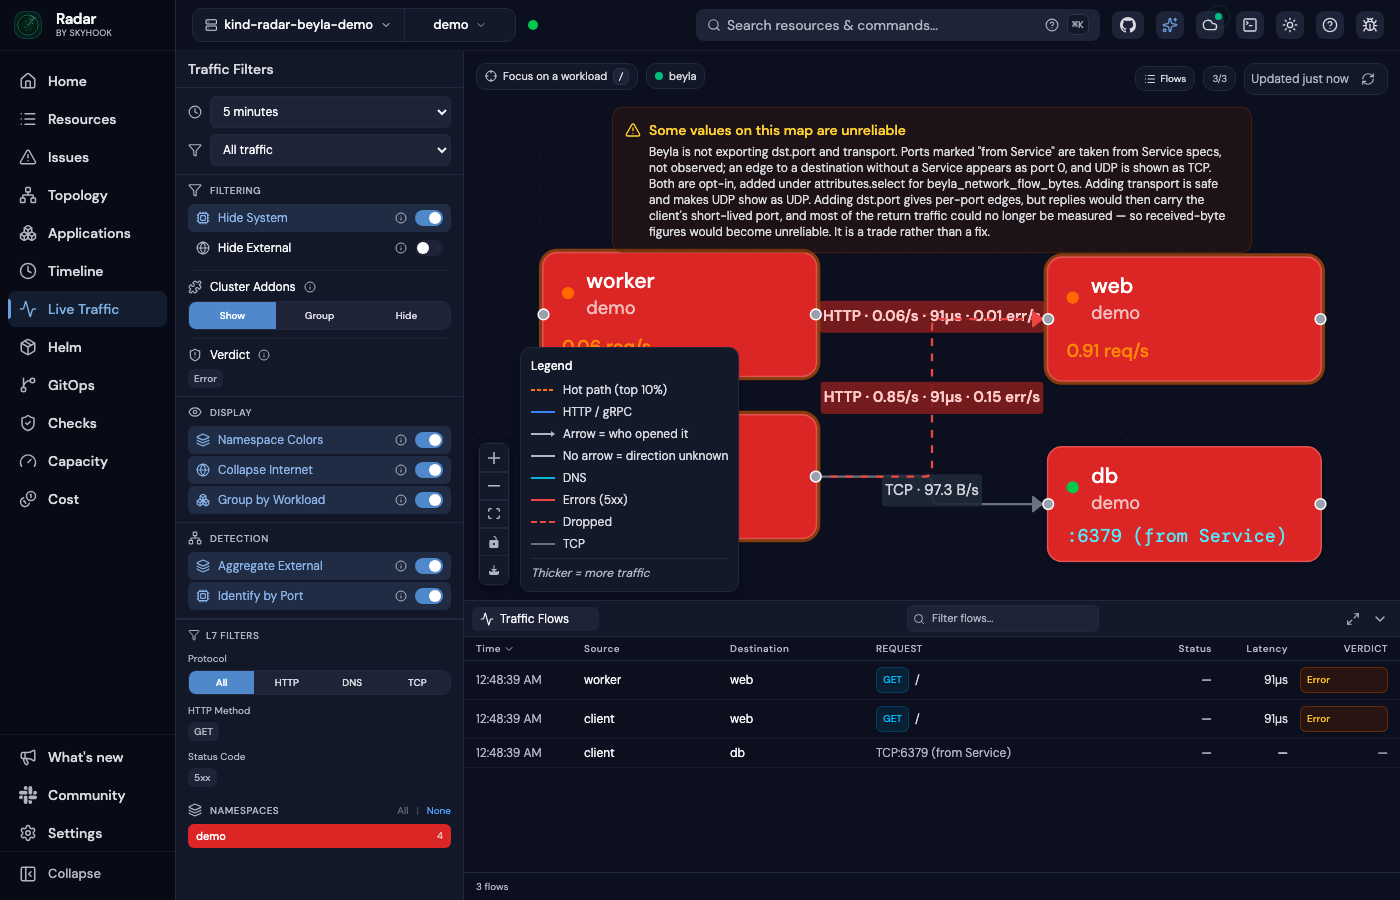 Radar
BY SKYHOOK
kind-radar-beyla-demo
demo
Search resources & commands...
⌘K
Home
Resources
Issues
Topology
Applications
Timeline
Live Traffic
Helm
GitOps
Checks
Capacity
Cost
What's new
Community
Settings
Collapse
Traffic Filters
5 minutes
All traffic
FILTERING
Hide System
Hide External
Cluster Addons
Show
Group
Hide
Verdict
Error
DISPLAY
Namespace Colors
Collapse Internet
Group by Workload
DETECTION
Aggregate External
Identify by Port
L7 FILTERS
Protocol
All
HTTP
DNS
TCP
HTTP Method
GET
Status Code
5xx
NAMESPACES
All | None
demo
4
Focus on a workload /
beyla
Flows
3/3
Updated just now
Some values on this map are unreliable
Beyla is not exporting dst.port and transport. Ports marked "from Service" are taken from Service specs,
not observed; an edge to a destination without a Service appears as port 0, and UDP is shown as TCP.
Both are opt-in, added under attributes.select for beyla_network_flow_bytes. Adding transport is safe
and makes UDP show as UDP. Adding dst.port gives per-port edges, but replies would then carry the
client's short-lived port, and most of the return traffic could no longer be measured — so received-byte
figures would become unreliable. It is a trade rather than a fix.
worker
demo
0.06 req/s
HTTP · 0.06/s · 91µs · 0.01 err/s
web
demo
0.91 req/s
HTTP · 0.85/s · 91µs · 0.15 err/s
TCP · 97.3 B/s
db
demo
:6379 (from Service)
Legend
Hot path (top 10%)
HTTP / gRPC
Arrow = who opened it
No arrow = direction unknown
DNS
Errors (5xx)
Dropped
TCP
Thicker = more traffic
Traffic Flows
Filter flows...
Time
Source
Destination
REQUEST
Status
Latency
VERDICT
12:48:39 AM worker web GET / — 91µs Error
12:48:39 AM client web GET / — 91µs Error
12:48:39 AM client db TCP:6379 (from Service) — — —
3 flows